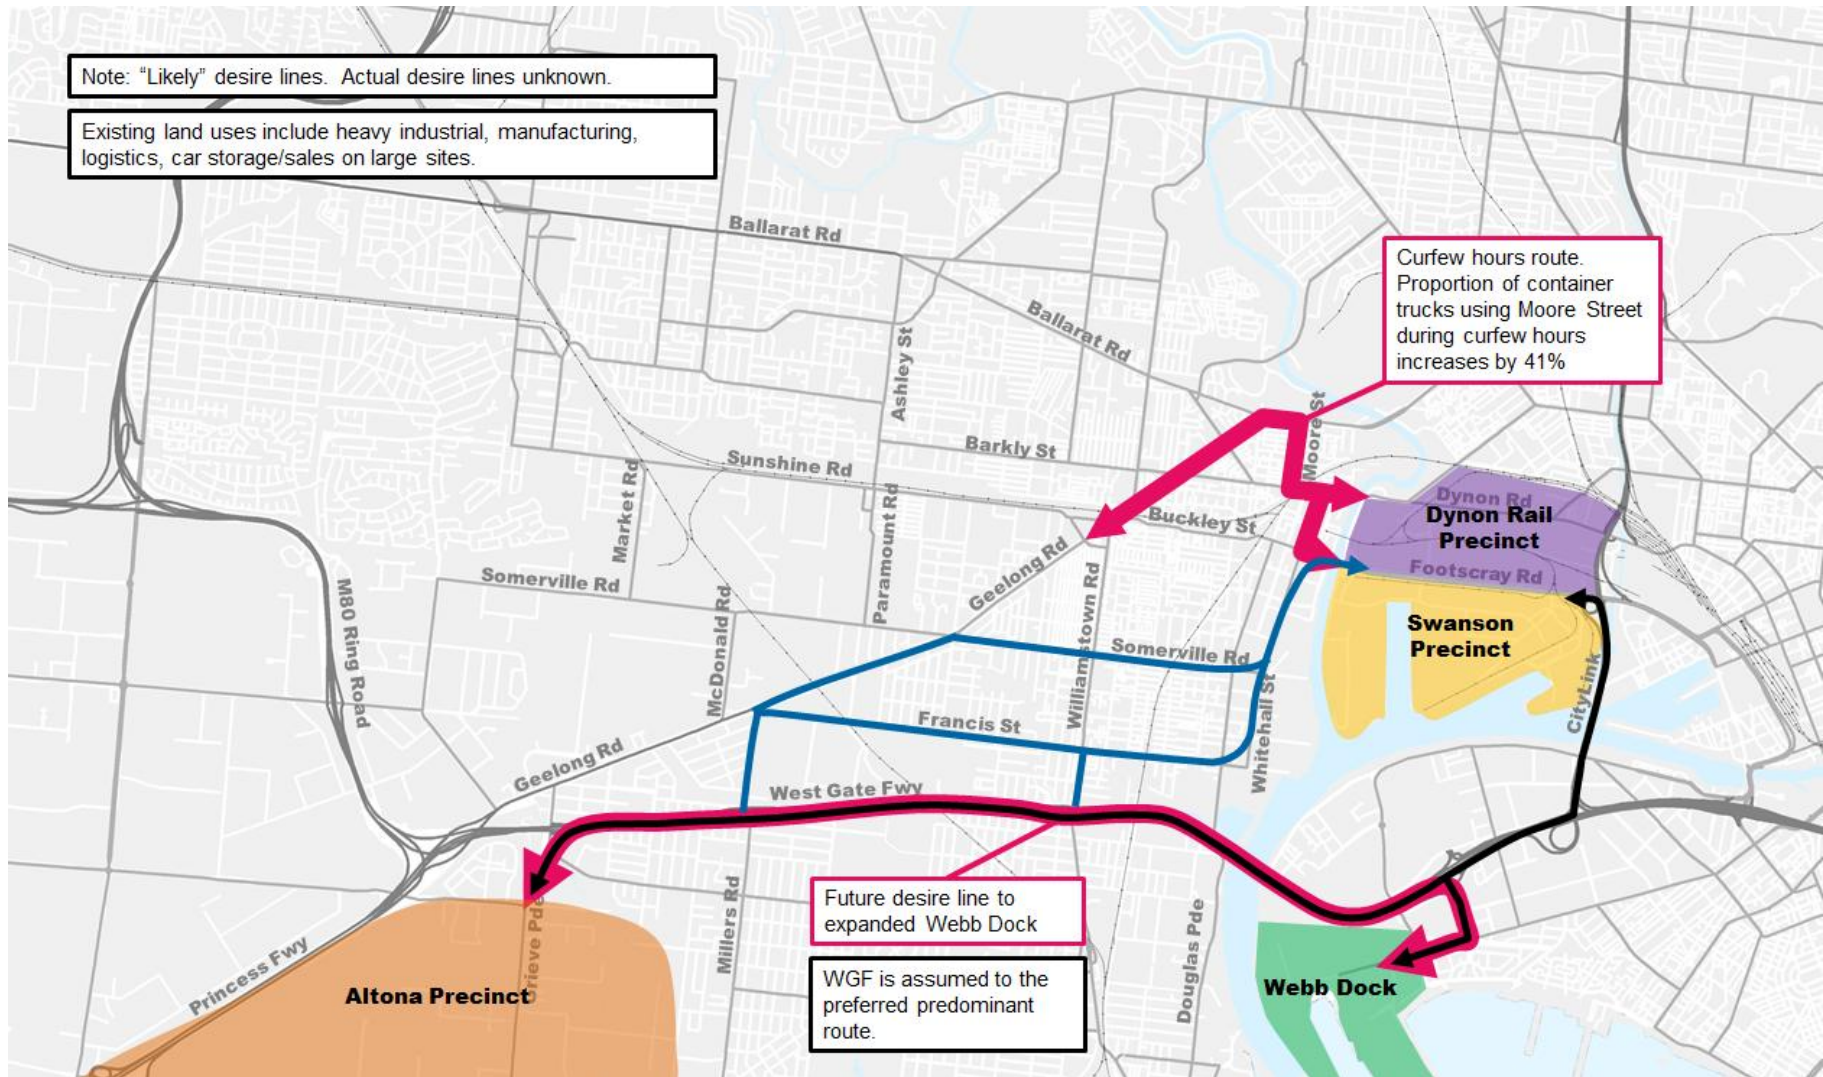 Note: “Likely” desire lines.  Actual desire lines unknown.
Existing land uses include heavy industrial, manufacturing,
logistics, car storage/sales on large sites.
Ballarat Rd
Curfew hours route.
Proportion of container
trucks using Moore Street
during curfew hours
increases by 41%
Ballarat Rd
Ashley St
Moore St
Barkly St
Sunshine Rd
Market Rd
Paramount Rd
Buckley St
Dynon Rd
Dynon Rail
Precinct
Geelong Rd
Somerville Rd
Footscray Rd
M80 Ring Road
McDonald Rd
Williamstown Rd
Somerville Rd
Swanson
Precinct
CityLink
Whitehall St
Francis St
Geelong Rd
West Gate Fwy
Millers Rd
Future desire line to
expanded Webb Dock
Douglas Pde
Grieve Pde
Princess Fwy
Altona Precinct
WGF is assumed to the
preferred predominant
route.
Webb Dock